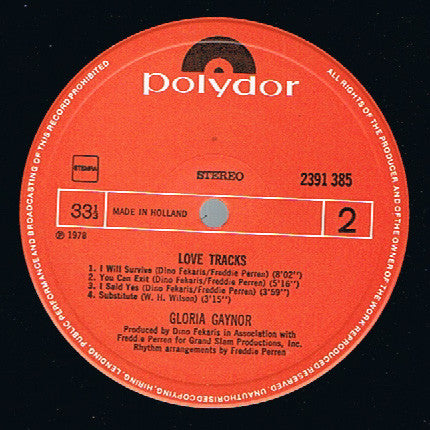 polydor
STEMRA
STEREO
2391 385
33⅓
MADE IN HOLLAND
2
℗ 1978
LOVE TRACKS
1. I Will Survive (Dino Fekaris/Freddie Perren) (8'02")
2. You Can Exit (Dino Fekaris/Freddie Perren) (5'16")
3. I Said Yes (Dino Fekaris/Freddie Perren) (3'59")
4. Substitute (W. H. Wilson) (3'15")
GLORIA GAYNOR
Produced by Dino Fekaris in Association with
Freddie Perren for Grand Slam Productions, Inc.
Rhythm arrangements by Freddie Perren
ALL RIGHTS OF THE PRODUCER AND OF THE OWNER OF THE WORK REPRODUCED RESERVED. UNAUTHORISED COPYING, HIRING, LENDING, PUBLIC PERFORMANCE AND BROADCASTING OF THIS RECORD PROHIBITED